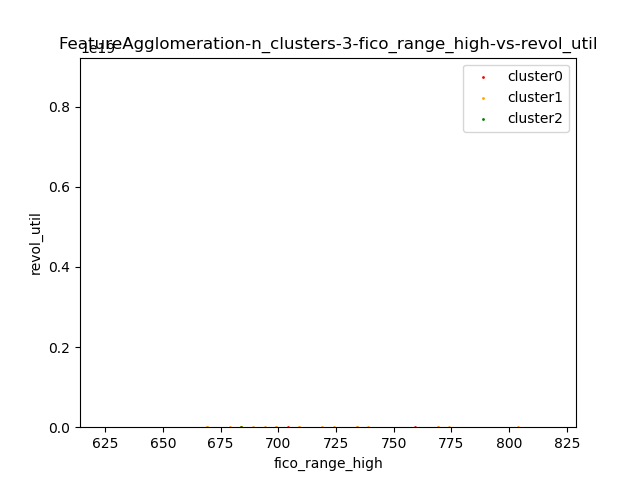 FeatureAgglomeration-n_clusters-3-fico_range_high-vs-revol_util
cluster0
cluster1
cluster2
0.8
0.6
0.4
0.2
0.0
revol_util
625 650 675 700 725 750 775 800 825
fico_range_high